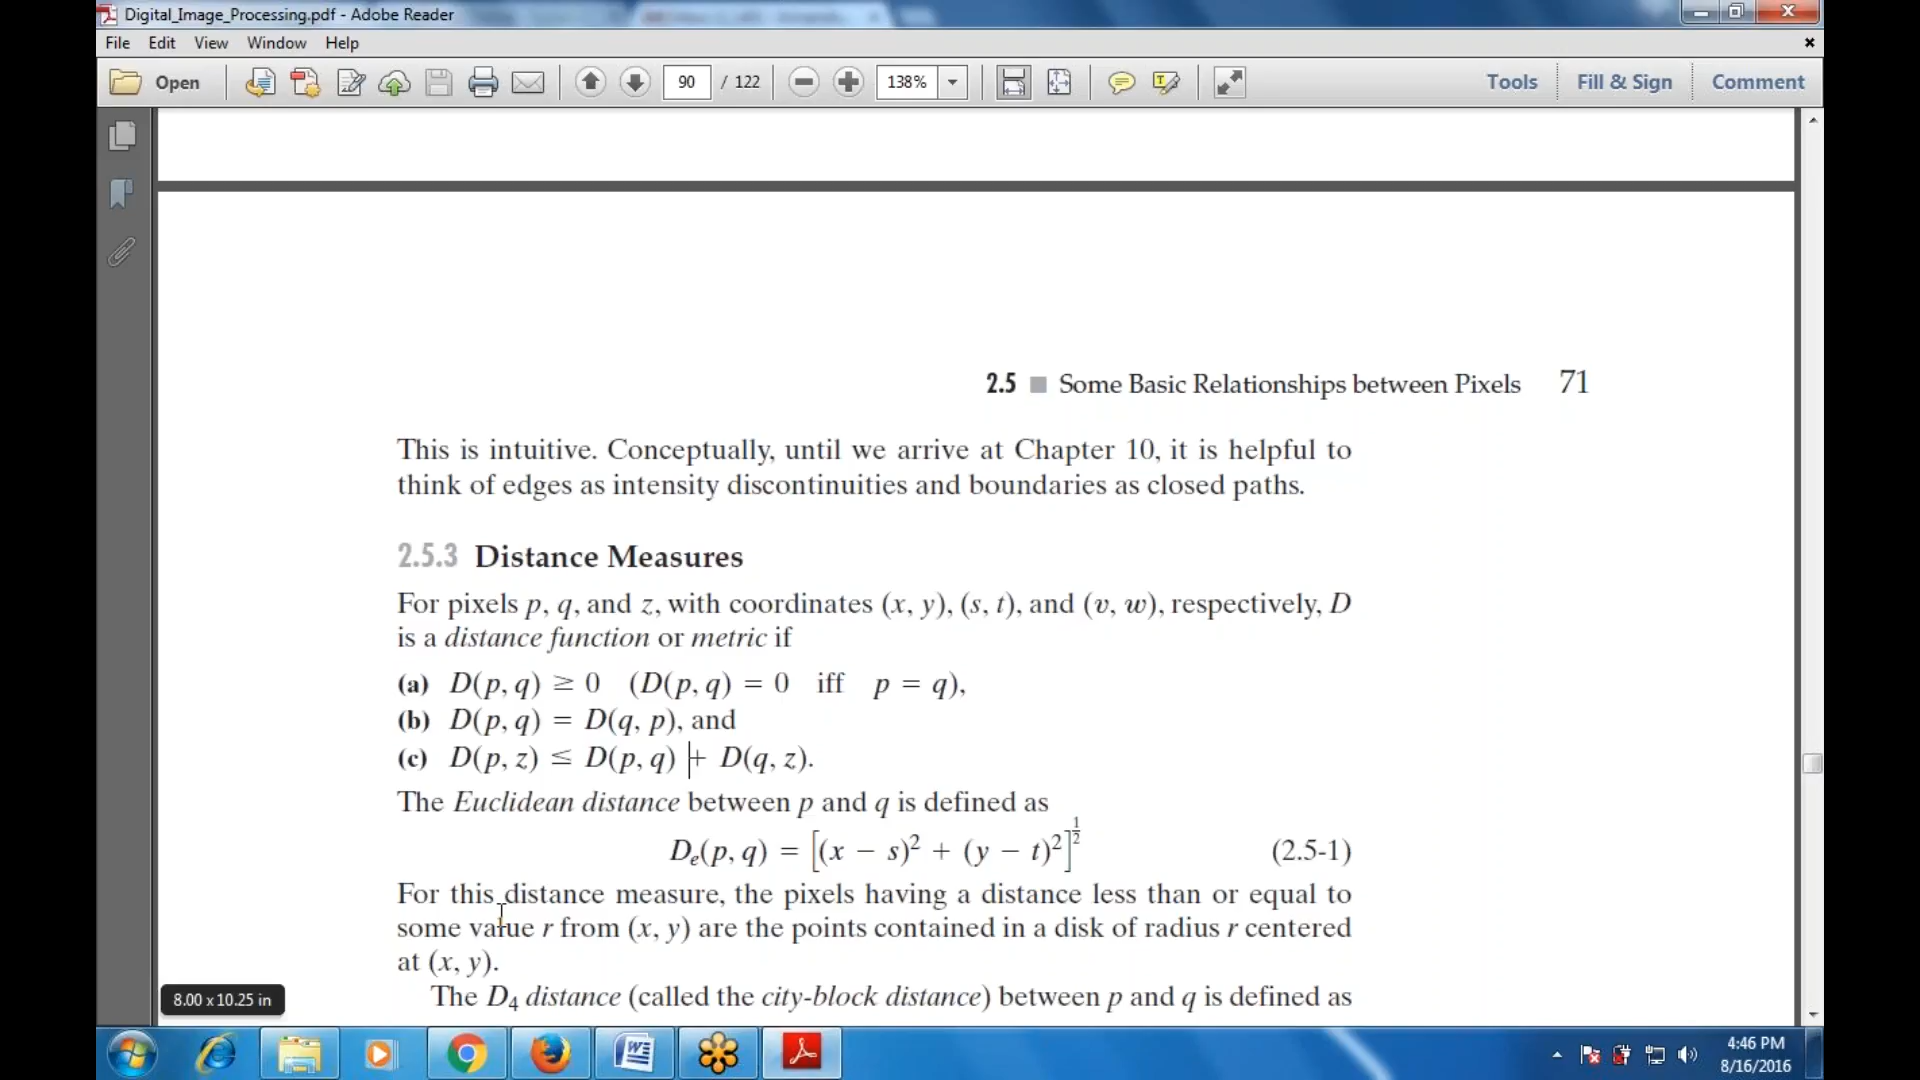 Digital_Image_Processing.pdf - Adobe Reader
File Edit View Window Help
Open 90 / 122 138% Tools Fill & Sign Comment
2.5 ■ Some Basic Relationships between Pixels 71
This is intuitive. Conceptually, until we arrive at Chapter 10, it is helpful to
think of edges as intensity discontinuities and boundaries as closed paths.
2.5.3 Distance Measures
For pixels p, q, and z, with coordinates (x, y), (s, t), and (v, w), respectively, D
is a distance function or metric if
(a) D(p, q) ≥ 0 (D(p, q) = 0 iff p = q),
(b) D(p, q) = D(q, p), and
(c) D(p, z) ≤ D(p, q) + D(q, z).
The Euclidean distance between p and q is defined as
Dₑ(p, q) = [(x − s)² + (y − t)²]^½ (2.5-1)
For this distance measure, the pixels having a distance less than or equal to
some value r from (x, y) are the points contained in a disk of radius r centered
at (x, y).
The D₄ distance (called the city-block distance) between p and q is defined as
8.00 x 10.25 in
4:46 PM
8/16/2016